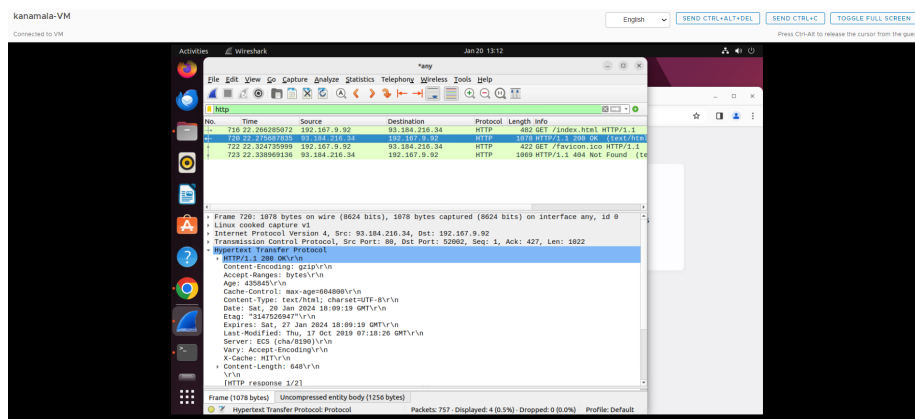 kanamala-VM
English
SEND CTRL+ALT+DEL
SEND CTRL+C
TOGGLE FULL SCREEN
Connected to VM
Press Ctrl-Alt to release the cursor from the gues
Activities
Wireshark
Jan 20 13:12
*any
File Edit View Go Capture Analyze Statistics Telephony Wireless Tools Help
http
No. Time Source Destination Protocol Length Info
716 22.266285072 192.167.9.92 93.184.216.34 HTTP 482 GET /index.html HTTP/1.1
720 22.275687835 93.184.216.34 192.167.9.92 HTTP 1078 HTTP/1.1 200 OK (text/htm
722 22.324735999 192.167.9.92 93.184.216.34 HTTP 422 GET /favicon.ico HTTP/1.1
723 22.338969136 93.184.216.34 192.167.9.92 HTTP 1069 HTTP/1.1 404 Not Found (te
Frame 720: 1078 bytes on wire (8624 bits), 1078 bytes captured (8624 bits) on interface any, id 0
Linux cooked capture v1
Internet Protocol Version 4, Src: 93.184.216.34, Dst: 192.167.9.92
Transmission Control Protocol, Src Port: 80, Dst Port: 52002, Seq: 1, Ack: 427, Len: 1022
Hypertext Transfer Protocol
HTTP/1.1 200 OK\r\n
Content-Encoding: gzip\r\n
Accept-Ranges: bytes\r\n
Age: 435845\r\n
Cache-Control: max-age=604800\r\n
Content-Type: text/html; charset=UTF-8\r\n
Date: Sat, 20 Jan 2024 18:09:19 GMT\r\n
Etag: "3147526947"\r\n
Expires: Sat, 27 Jan 2024 18:09:19 GMT\r\n
Last-Modified: Thu, 17 Oct 2019 07:18:26 GMT\r\n
Server: ECS (cha/8190)\r\n
Vary: Accept-Encoding\r\n
X-Cache: HIT\r\n
Content-Length: 648\r\n
\r\n
[HTTP response 1/2]
Frame (1078 bytes) Uncompressed entity body (1256 bytes)
Hypertext Transfer Protocol: Protocol
Packets: 757 · Displayed: 4 (0.5%) · Dropped: 0 (0.0%)
Profile: Default